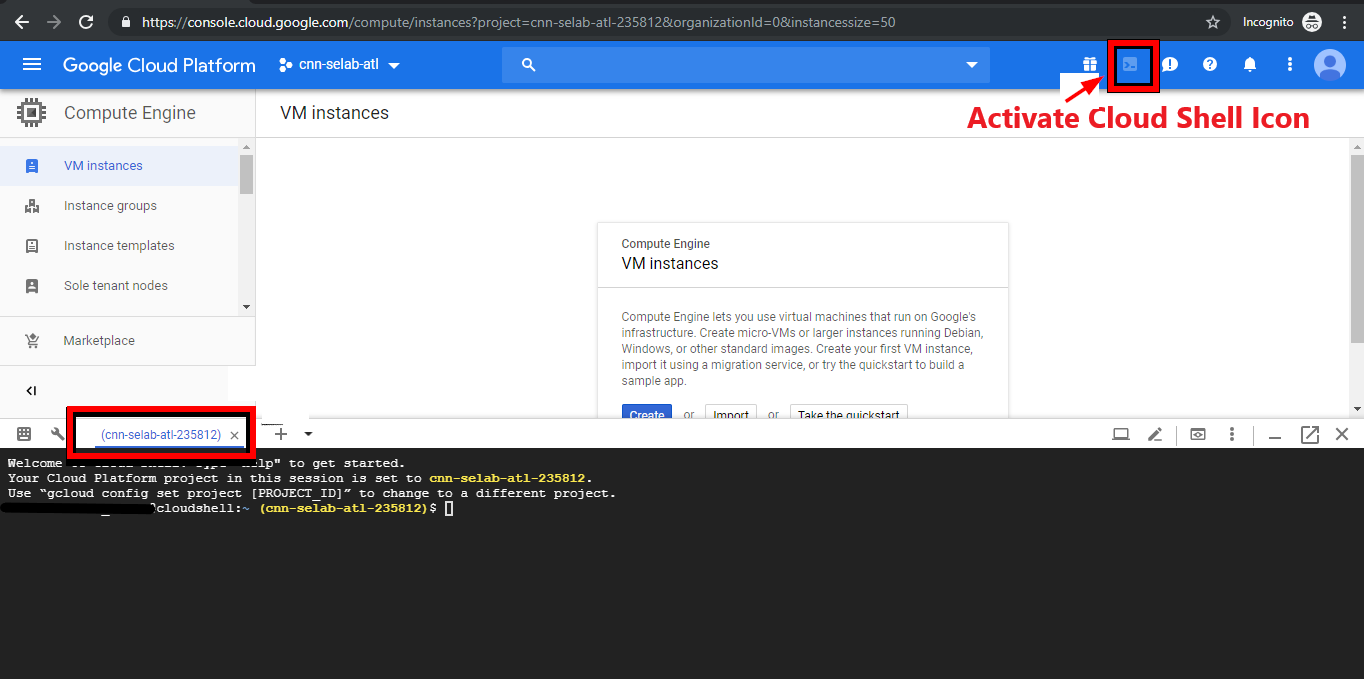 https://console.cloud.google.com/compute/instances?project=cnn-selab-atl-235812&organizationId=0&instancessize=50
Incognito
Google Cloud Platform
cnn-selab-atl
Activate Cloud Shell Icon
Compute Engine
VM instances
VM instances
Instance groups
Instance templates
Sole tenant nodes
Marketplace
Compute Engine
VM instances
Compute Engine lets you use virtual machines that run on Google's
infrastructure. Create micro-VMs or larger instances running Debian,
Windows, or other standard images. Create your first VM instance,
import it using a migration service, or try the quickstart to build a
sample app.
Create or Import or Take the quickstart
(cnn-selab-atl-235812)
Welcome help" to get started.
Your Cloud Platform project in this session is set to cnn-selab-atl-235812.
Use “gcloud config set project [PROJECT_ID]” to change to a different project.
cloudshell:~ (cnn-selab-atl-235812)$